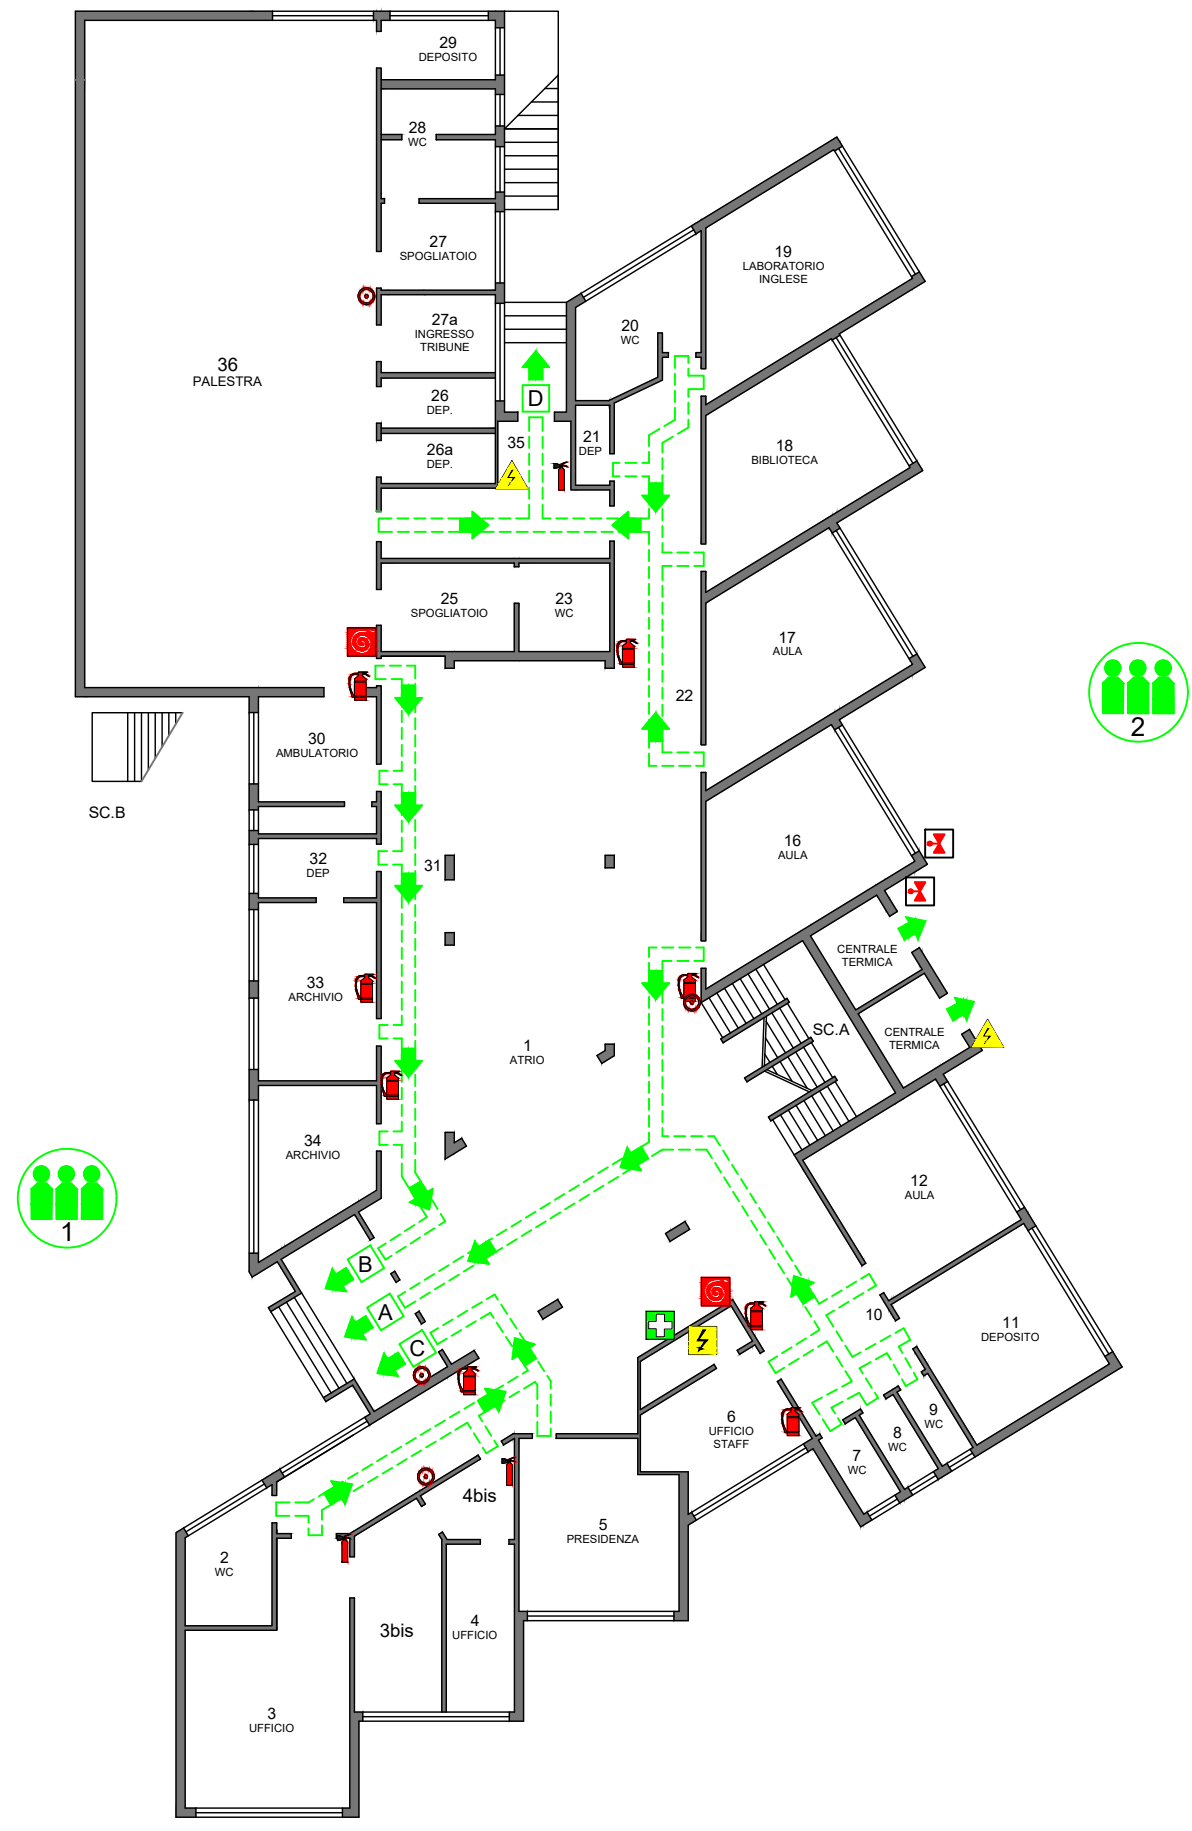 29
DEPOSITO
28
WC
27
SPOGLIATOIO
27a
INGRESSO
TRIBUNE
36
PALESTRA
26
DEP.
26a
DEP.
35
D
21
DEP
20
WC
19
LABORATORIO
INGLESE
18
BIBLIOTECA
25
SPOGLIATOIO
23
WC
17
AULA
22
2
30
AMBULATORIO
SC.B
32
DEP
31
16
AULA
33
ARCHIVIO
CENTRALE
TERMICA
SC.A
CENTRALE
TERMICA
1
ATRIO
34
ARCHIVIO
12
AULA
1
B
A
C
10
11
DEPOSITO
6
UFFICIO
STAFF
9
WC
8
WC
7
WC
4bis
5
PRESIDENZA
2
WC
3bis
4
UFFICIO
3
UFFICIO